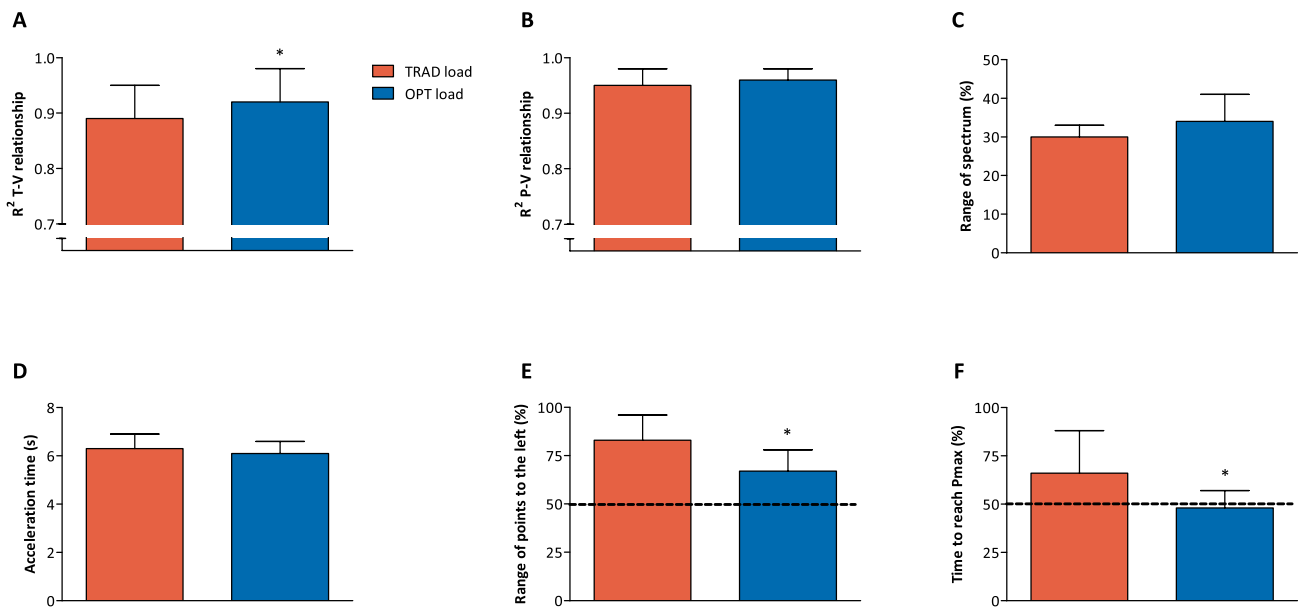 A
R² T-V relationship
1.0
0.9
0.8
0.7
*
TRAD load
OPT load
B
R² P-V relationship
1.0
0.9
0.8
0.7
C
Range of spectrum (%)
50
40
30
20
10
0
D
Acceleration time (s)
8
6
4
2
0
E
Range of points to the left (%)
100
75
50
25
0
*
F
Time to reach Pmax (%)
100
75
50
25
0
*